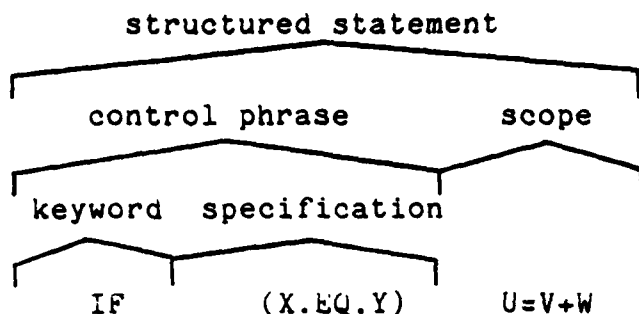 structured statement
control phrase scope
keyword specification
IF (X.EQ.Y) U=V+W